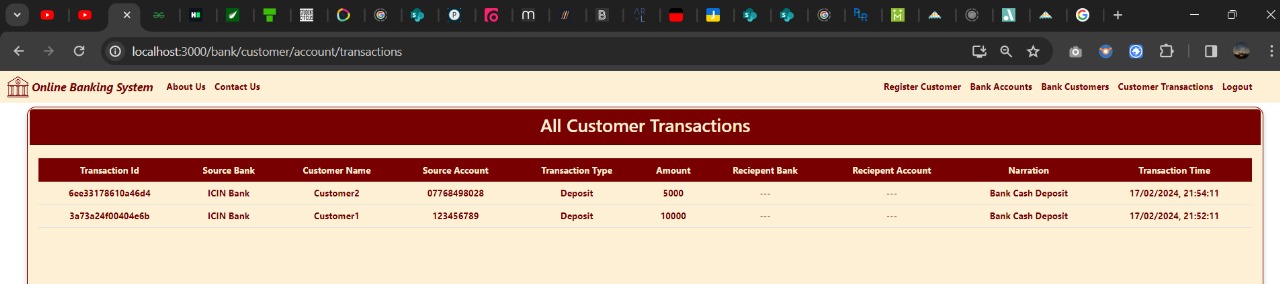 localhost:3000/bank/customer/account/transactions
Online Banking System About Us Contact Us Register Customer Bank Accounts Bank Customers Customer Transactions Logout
All Customer Transactions
Transaction Id Source Bank Customer Name Source Account Transaction Type Amount Reciepent Bank Reciepent Account Narration Transaction Time
6ee33178610a46d4 ICIN Bank Customer2 07768498028 Deposit 5000 --- --- Bank Cash Deposit 17/02/2024, 21:54:11
3a73a24f00404e6b ICIN Bank Customer1 123456789 Deposit 10000 --- --- Bank Cash Deposit 17/02/2024, 21:52:11